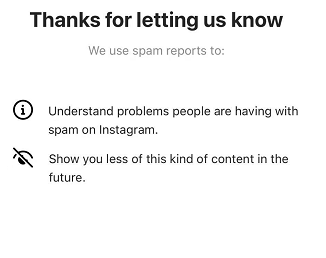 Thanks for letting us know
We use spam reports to:
Understand problems people are having with
spam on Instagram.
Show you less of this kind of content in the
future.